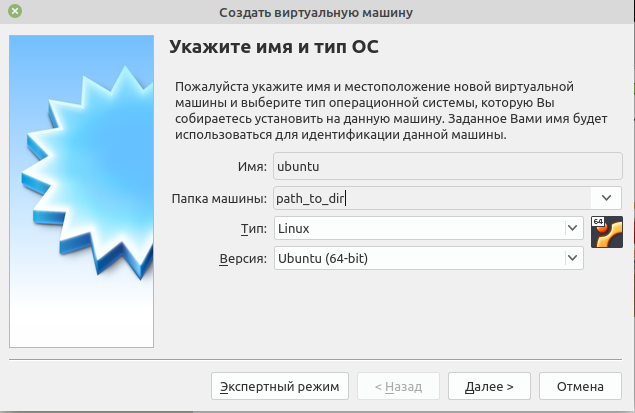 Создать виртуальную машину
Укажите имя и тип ОС
Пожалуйста укажите имя и местоположение новой виртуальной
машины и выберите тип операционной системы, которую Вы
собираетесь установить на данную машину. Заданное Вами имя будет
использоваться для идентификации данной машины.
Имя: ubuntu
Папка машины: path_to_dir
Тип: Linux
64
Версия: Ubuntu (64-bit)
Экспертный режим < Назад Далее > Отмена